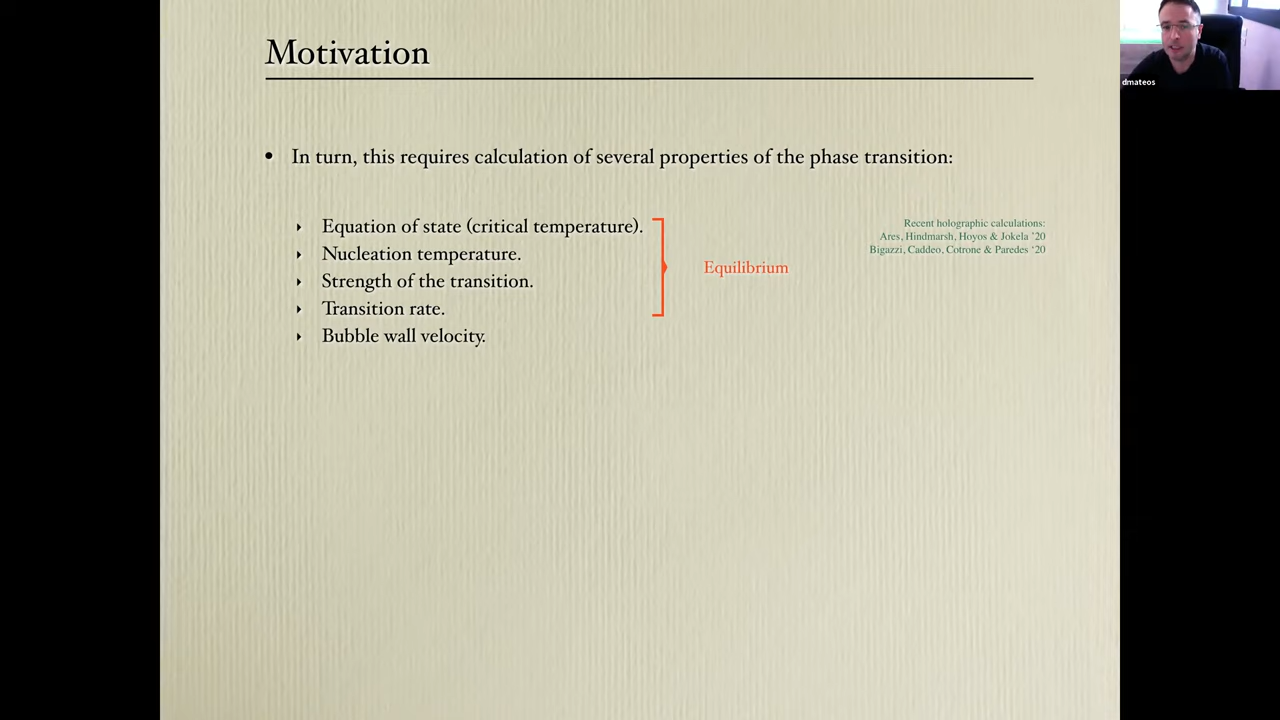 Motivation
• In turn, this requires calculation of several properties of the phase transition:
‣ Equation of state (critical temperature).
‣ Nucleation temperature.
‣ Strength of the transition.
‣ Transition rate.
‣ Bubble wall velocity.
Equilibrium
Recent holographic calculations:
Ares, Hindmarsh, Hoyos & Jokela ’20
Bigazzi, Caddeo, Cotrone & Paredes ‘20
dmateos